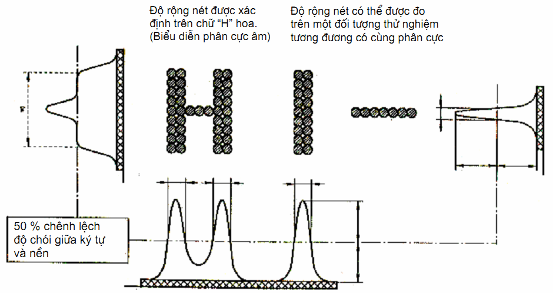 Độ rộng nét được xác
định trên chữ “H” hoa.
(Biểu diễn phân cực âm)
Độ rộng nét có thể được đo
trên một đối tượng thử nghiệm
tương đương có cùng phân cực
50 % chênh lệch
độ chói giữa ký tự
và nền